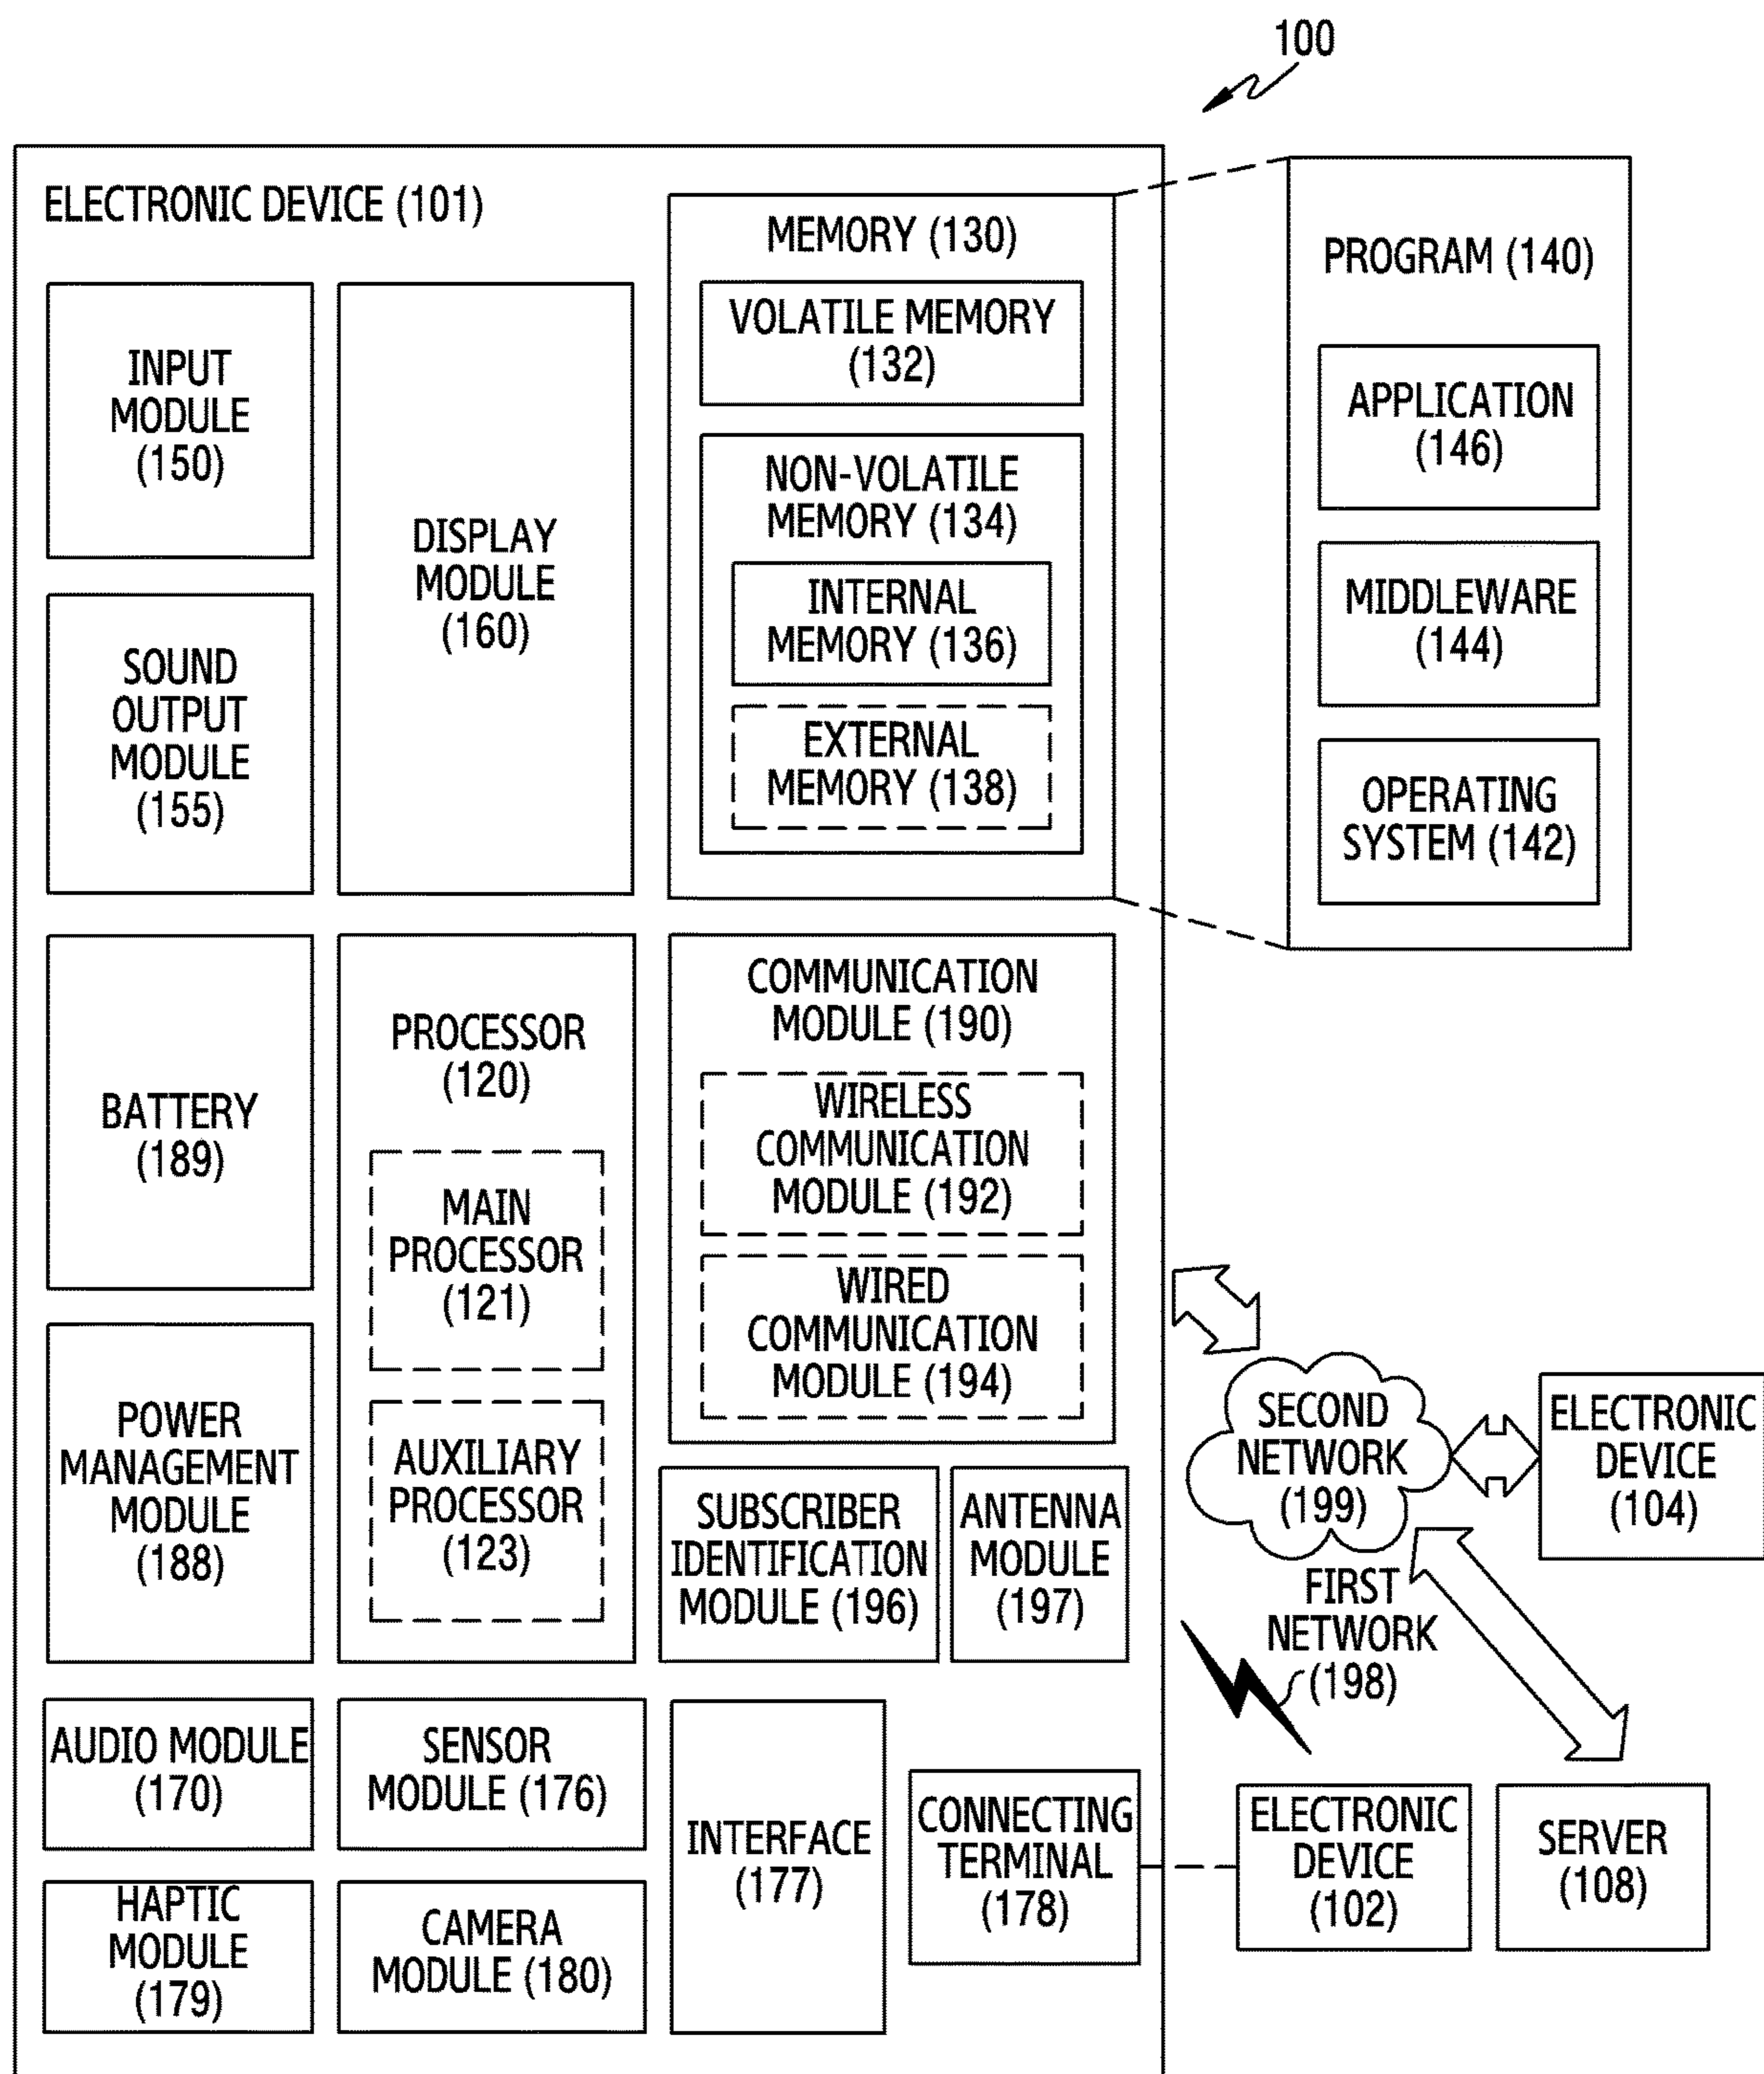 100
ELECTRONIC DEVICE (101)
INPUT
MODULE
(150)
SOUND
OUTPUT
MODULE
(155)
DISPLAY
MODULE
(160)
MEMORY (130)
VOLATILE MEMORY
(132)
NON-VOLATILE
MEMORY (134)
INTERNAL
MEMORY (136)
EXTERNAL
MEMORY (138)
PROGRAM (140)
APPLICATION
(146)
MIDDLEWARE
(144)
OPERATING
SYSTEM (142)
BATTERY
(189)
POWER
MANAGEMENT
MODULE
(188)
PROCESSOR
(120)
MAIN
PROCESSOR
(121)
AUXILIARY
PROCESSOR
(123)
COMMUNICATION
MODULE (190)
WIRELESS
COMMUNICATION
MODULE (192)
WIRED
COMMUNICATION
MODULE (194)
SUBSCRIBER
IDENTIFICATION
MODULE (196)
ANTENNA
MODULE
(197)
SECOND
NETWORK
(199)
ELECTRONIC
DEVICE
(104)
FIRST
NETWORK
(198)
AUDIO MODULE
(170)
SENSOR
MODULE (176)
HAPTIC
MODULE
(179)
CAMERA
MODULE (180)
INTERFACE
(177)
CONNECTING
TERMINAL
(178)
ELECTRONIC
DEVICE
(102)
SERVER
(108)